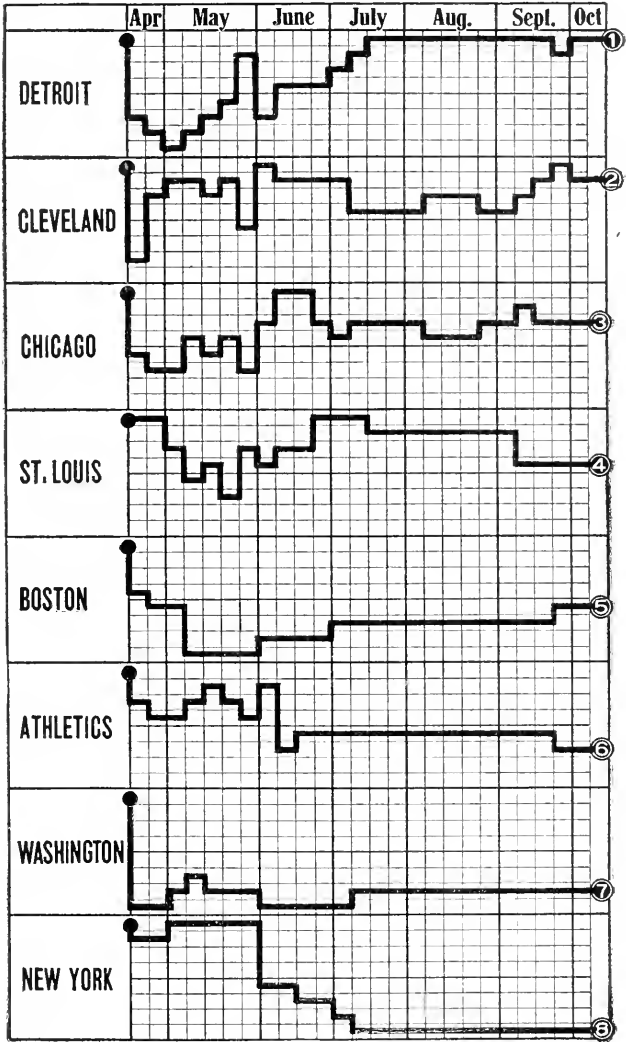 Apr May June July Aug. Sept. Oct
DETROIT 1
CLEVELAND 2
CHICAGO 3
ST. LOUIS 4
BOSTON 5
ATHLETICS 6
WASHINGTON 7
NEW YORK 8